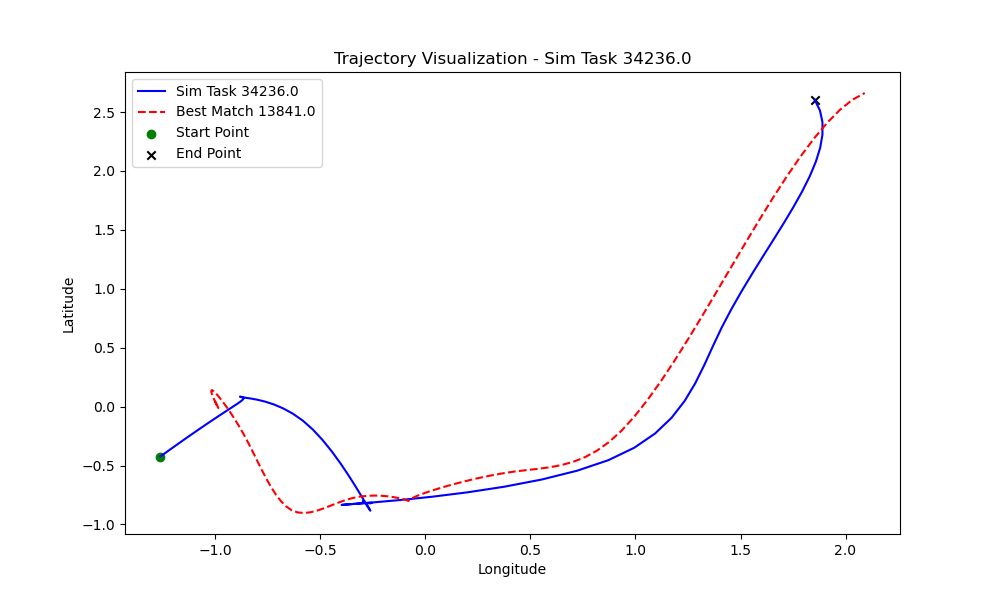 Trajectory Visualization - Sim Task 34236.0
Sim Task 34236.0
Best Match 13841.0
Start Point
End Point
2.5
2.0
1.5
1.0
0.5
0.0
−0.5
−1.0
Latitude
−1.0 −0.5 0.0 0.5 1.0 1.5 2.0
Longitude